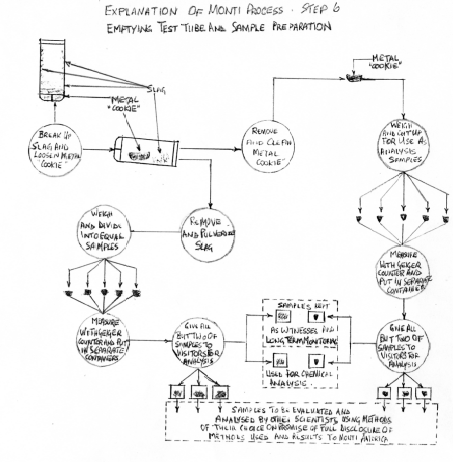 EXPLANATION OF MONTI PROCESS. STEP 6
EMPTYING TEST TUBE AND SAMPLE PREPARATION
SLAG
METAL
"COOKIE"
METAL
"COOKIE"
BREAK UP
SLAG AND
LOOSEN METAL
"COOKIE"
REMOVE
AND CLEAN
METAL
COOKIE"
WEIGH
AND CUT UP
FOR USE AS
ANALYSIS
SAMPLES
REMOVE
AND PULVERIZE
SLAG
WEIGH
AND DIVIDE
INTO EQUAL
SAMPLES
MEASURE
WITH GEIGER
COUNTER AND
PUT IN SEPARATE
CONTAINERS
MEASURE
WITH GEIGER
COUNTER AND PUT
IN SEPARATE
CONTAINERS
GIVE ALL
BUT TWO OF
SAMPLES TO
VISITORS FOR
ANALYSIS
SAMPLES KEPT
AS WITNESSES FOR
LONG TERM MONITORING
USED FOR CHEMICAL
ANALYSIS.
GIVE ALL
BUT TWO OF
SAMPLES TO
VISITORS FOR
ANALYSIS
SAMPLES TO BE EVALUATED AND
ANALYSED BY OTHER SCIENTISTS USING METHODS
OF THEIR CHOICE ON PROMISE OF FULL DISCLOSURE OF
METHODS USED AND RESULTS TO MONTI AMERICA